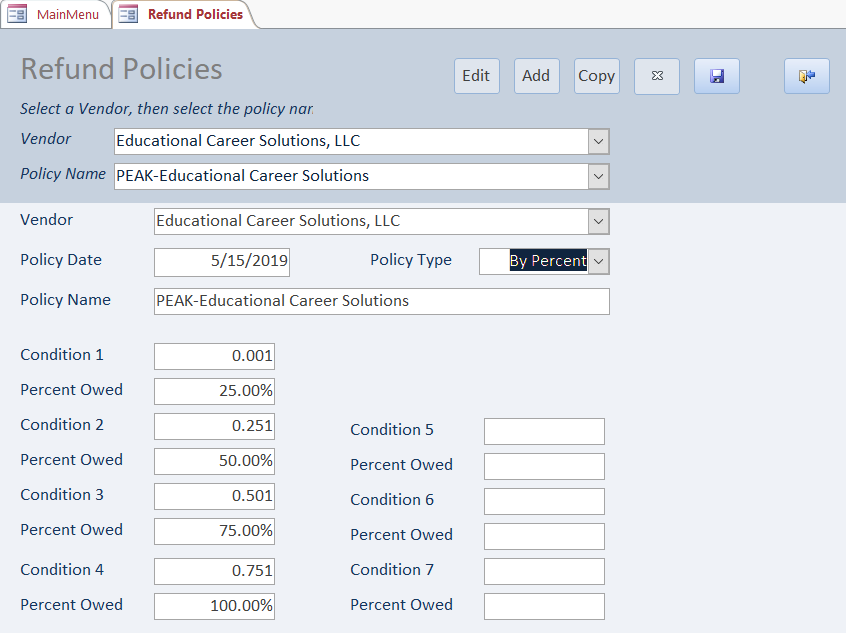 MainMenu Refund Policies
Refund Policies
Edit Add Copy
Select a Vendor, then select the policy nar
Vendor Educational Career Solutions, LLC
Policy Name PEAK-Educational Career Solutions
Vendor Educational Career Solutions, LLC
Policy Date 5/15/2019 Policy Type By Percent
Policy Name PEAK-Educational Career Solutions
Condition 1 0.001
Percent Owed 25.00%
Condition 2 0.251
Condition 5
Percent Owed 50.00%
Percent Owed
Condition 3 0.501
Condition 6
Percent Owed 75.00%
Percent Owed
Condition 4 0.751
Condition 7
Percent Owed 100.00%
Percent Owed